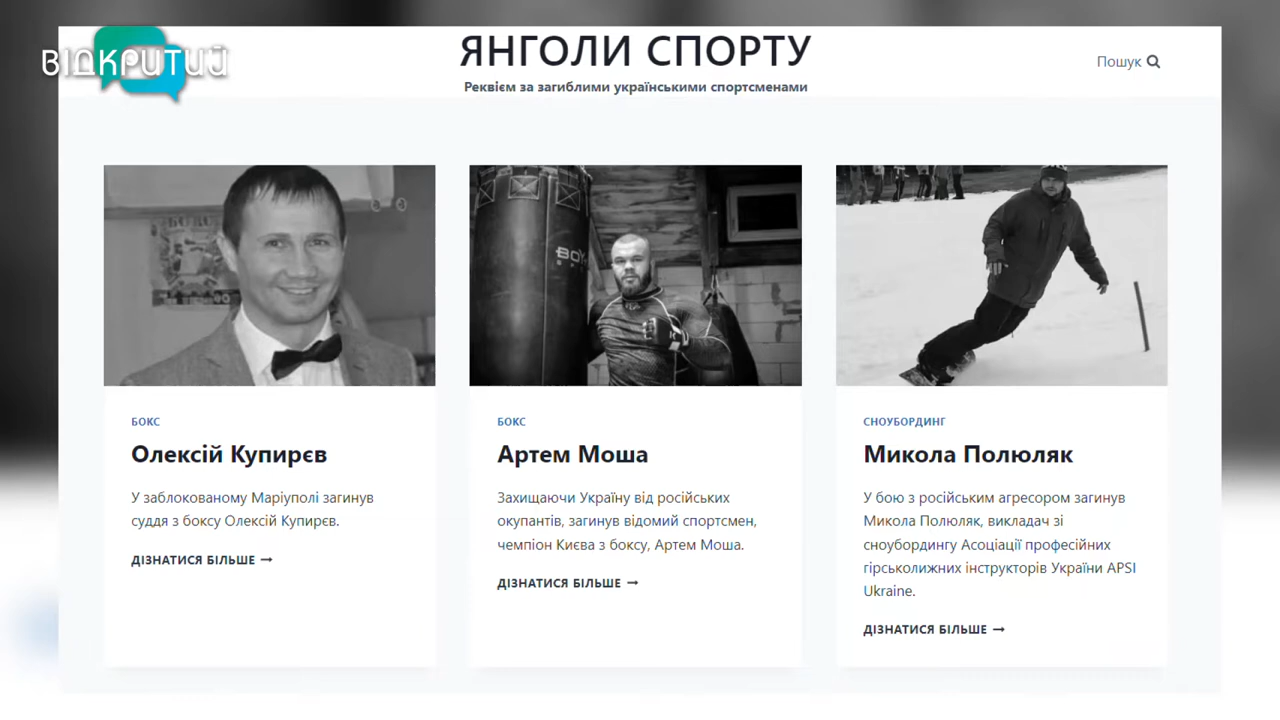 ВІДКРИТИЙ
ЯНГОЛИ СПОРТУ
Реквієм за загиблими українськими спортсменами
Пошук
БОКС
Олексій Купирєв
У заблокованому Маріуполі загинув
суддя з боксу Олексій Купирєв.
ДІЗНАТИСЯ БІЛЬШЕ →
БОКС
Артем Моша
Захищаючи Україну від російських
окупантів, загинув відомий спортсмен,
чемпіон Києва з боксу, Артем Моша.
ДІЗНАТИСЯ БІЛЬШЕ →
СНОУБОРДИНГ
Микола Полюляк
У бою з російським агресором загинув
Микола Полюляк, викладач зі
сноубордингу Асоціації професійних
гірськолижних інструкторів України APSI
Ukraine.
ДІЗНАТИСЯ БІЛЬШЕ →